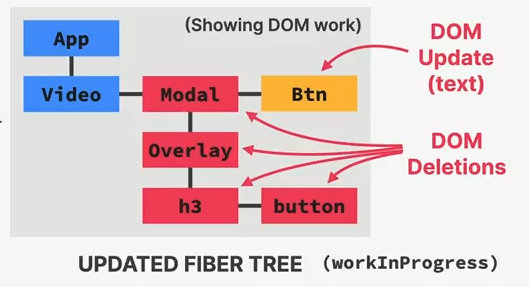 (Showing DOM work)
App
Video
Modal
Btn
Overlay
h3
button
DOM
Update
(text)
DOM
Deletions
UPDATED FIBER TREE (workInProgress)